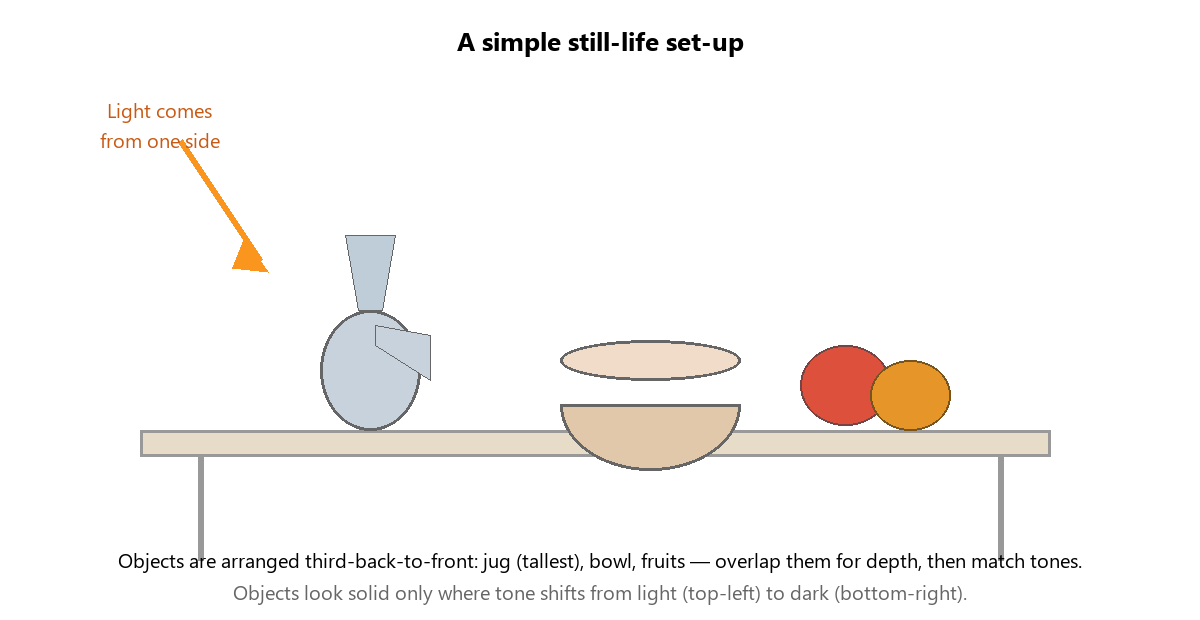 A simple still-life set-up
Light comes
from one side
Objects are arranged third-back-to-front: jug (tallest), bowl, fruits — overlap them for depth, then match tones.
Objects look solid only where tone shifts from light (top-left) to dark (bottom-right).